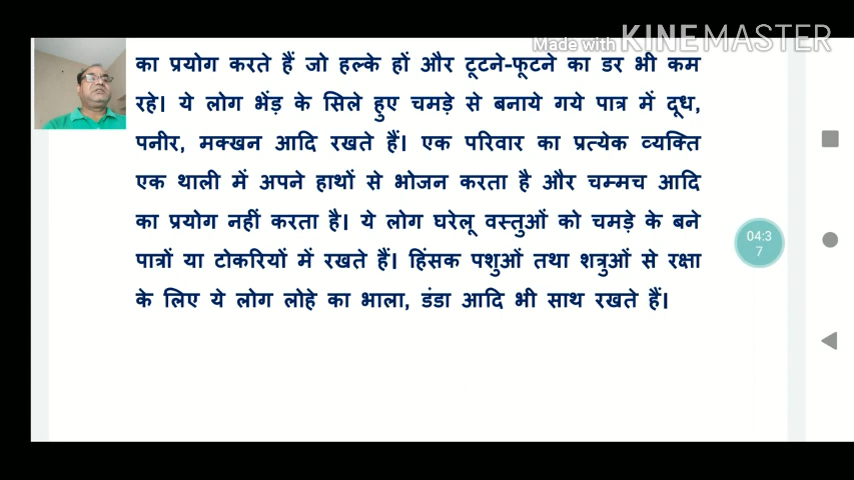 Made with KINEMASTER
का प्रयोग करते हैं जो हल्के हों और टूटने-फूटने का डर भी कम
रहे। ये लोग भेंड़ के सिले हुए चमड़े से बनाये गये पात्र में दूध,
पनीर, मक्खन आदि रखते हैं। एक परिवार का प्रत्येक व्यक्ति
एक थाली में अपने हाथों से भोजन करता है और चम्मच आदि
का प्रयोग नहीं करता है। ये लोग घरेलू वस्तुओं को चमड़े के बने
पात्रों या टोकरियों में रखते हैं। हिंसक पशुओं तथा शत्रुओं से रक्षा
के लिए ये लोग लोहे का भाला, डंडा आदि भी साथ रखते हैं।
04:3
7